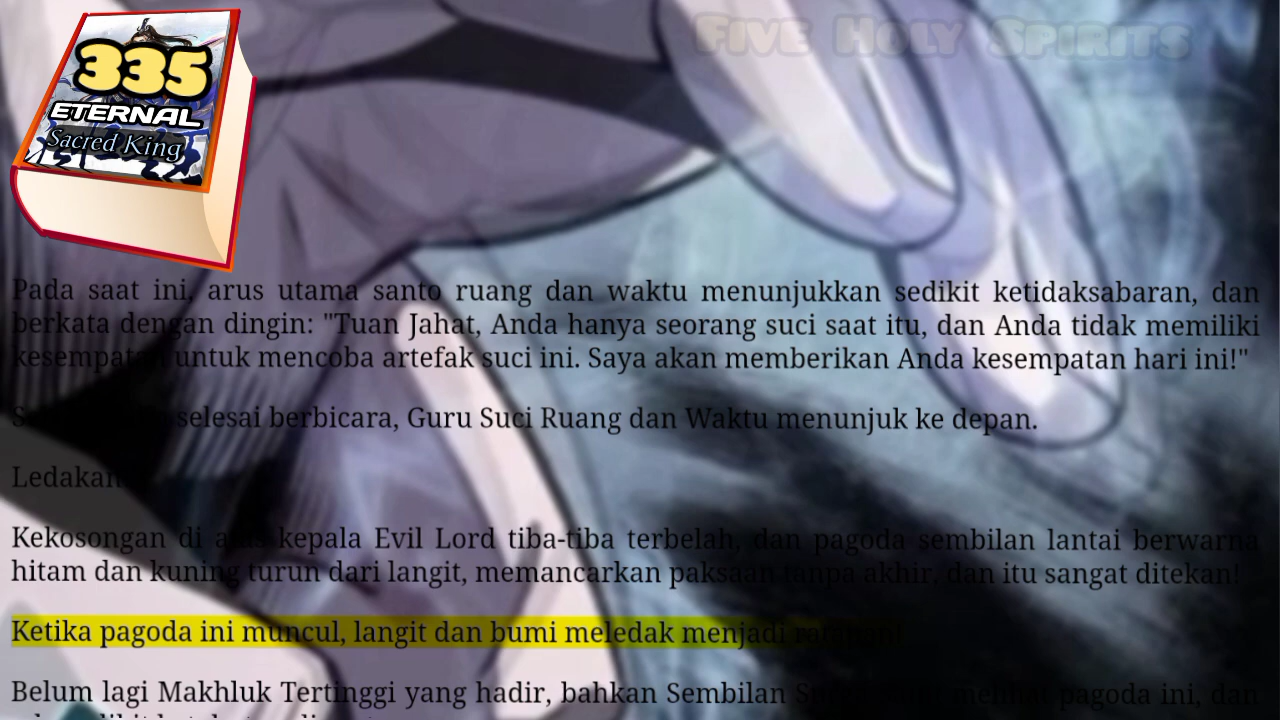 Five Holy Spirits
335
ETERNAL
Sacred King
Pada saat ini, arus utama santo ruang dan waktu menunjukkan sedikit ketidaksabaran, dan
berkata dengan dingin: "Tuan Jahat, Anda hanya seorang suci saat itu, dan Anda tidak memiliki
kesempatan untuk mencoba artefak suci ini. Saya akan memberikan Anda kesempatan hari ini!"
selesai berbicara, Guru Suci Ruang dan Waktu menunjuk ke depan.
Ledakan
Kekosongan di atas kepala Evil Lord tiba-tiba terbelah, dan pagoda sembilan lantai berwarna
hitam dan kuning turun dari langit, memancarkan paksaan tanpa akhir, dan itu sangat ditekan!
Ketika pagoda ini muncul, langit dan bumi meledak menjadi ratapan!
Belum lagi Makhluk Tertinggi yang hadir, bahkan Sembilan melihat pagoda ini, dan